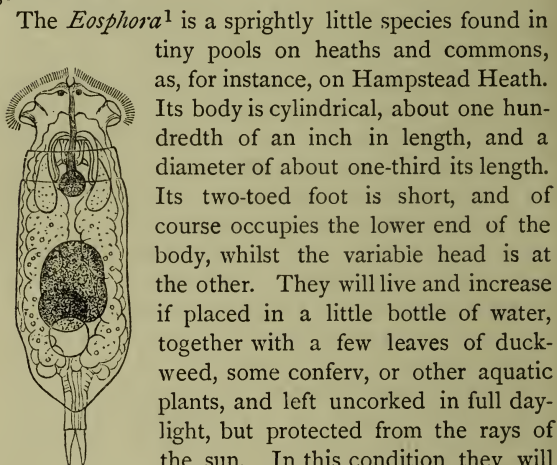 The Eosphora¹ is a sprightly little species found in
tiny pools on heaths and commons,
as, for instance, on Hampstead Heath.
Its body is cylindrical, about one hun-
dredth of an inch in length, and a
diameter of about one-third its length.
Its two-toed foot is short, and of
course occupies the lower end of the
body, whilst the variable head is at
the other. They will live and increase
if placed in a little bottle of water,
together with a few leaves of duck-
weed, some conferv, or other aquatic
plants, and left uncorked in full day-
light, but protected from the rays of
the sun. In this condition they will